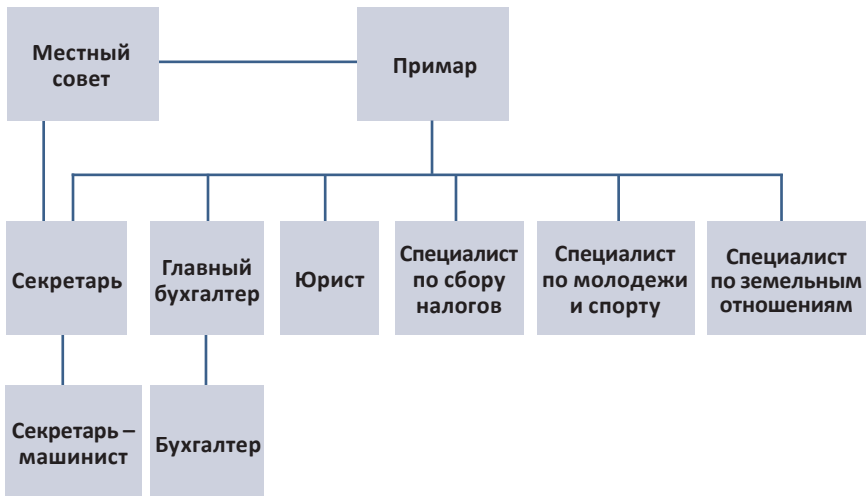 Местный
совет
Примар
Секретарь
Главный
бухгалтер
Юрист
Специалист
по сбору
налогов
Специалист
по молодежи
и спорту
Специалист
по земельным
отношениям
Секретарь –
машинист
Бухгалтер